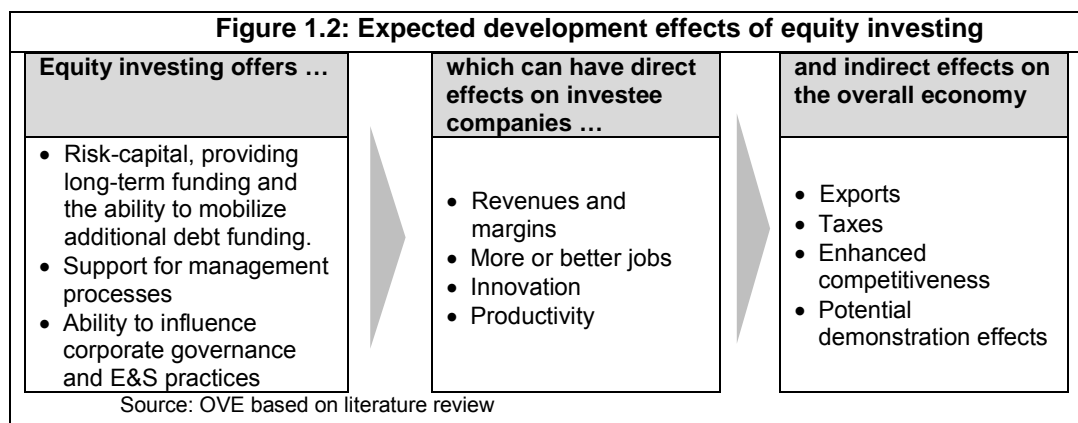 Figure 1.2: Expected development effects of equity investing
Equity investing offers …
• Risk-capital, providing
long-term funding and
the ability to mobilize
additional debt funding.
• Support for management
processes
• Ability to influence
corporate governance
and E&S practices
which can have direct
effects on investee
companies …
• Revenues and
margins
• More or better jobs
• Innovation
• Productivity
and indirect effects on
the overall economy
• Exports
• Taxes
• Enhanced
competitiveness
• Potential
demonstration effects
Source: OVE based on literature review